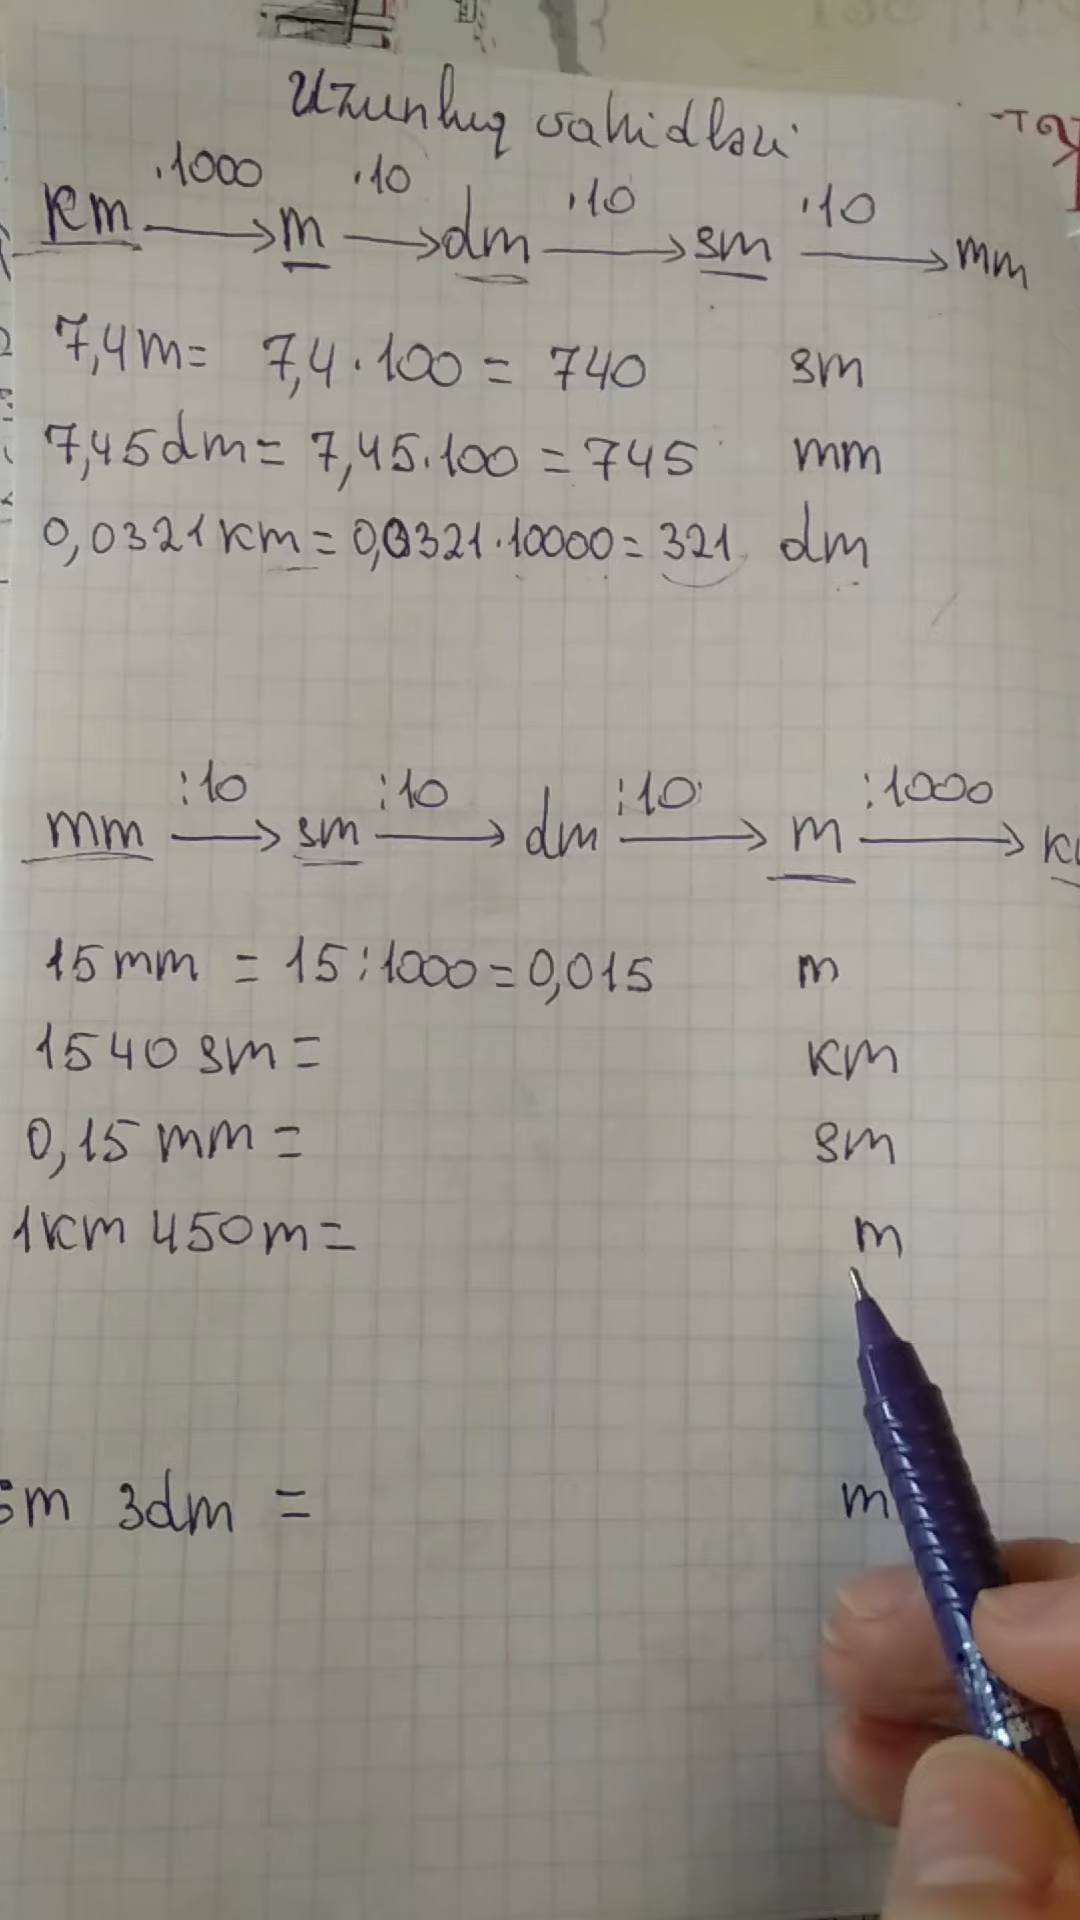 Uzunluq vahidləri
.1000 .10 .10 .10
km → m → dm → sm → mm
7,4m= 7,4.100=740 sm
7,45dm=7,45.100=745 mm
0,0321km=0,0321.10000=321 dm
:10 :10 :10 :1000
mm → sm → dm → m →
15mm=15:1000=0,015 m
1540sm= km
0,15mm= sm
1km 450m= m
3dm = m